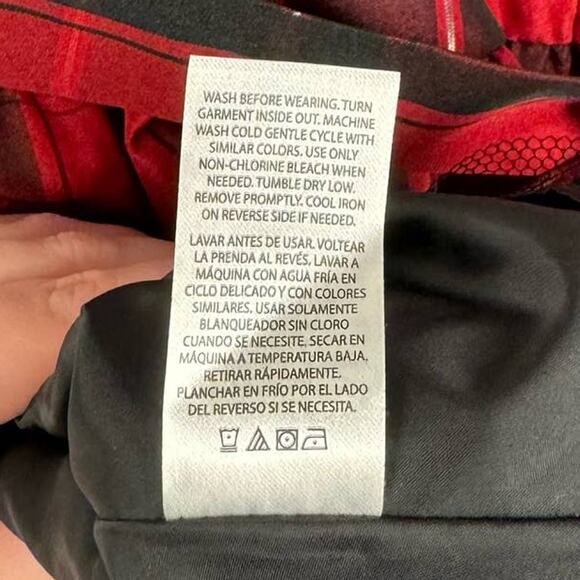 WASH BEFORE WEARING. TURN
GARMENT INSIDE OUT. MACHINE
WASH COLD GENTLE CYCLE WITH
SIMILAR COLORS. USE ONLY
NON-CHLORINE BLEACH WHEN
NEEDED. TUMBLE DRY LOW.
REMOVE PROMPTLY. COOL IRON
ON REVERSE SIDE IF NEEDED.
LAVAR ANTES DE USAR. VOLTEAR
LA PRENDA AL REVÉS. LAVAR A
MÁQUINA CON AGUA FRÍA EN
CICLO DELICADO Y CON COLORES
SIMILARES. USAR SOLAMENTE
BLANQUEADOR SIN CLORO
CUANDO SE NECESITE. SECAR EN
MÁQUINA A TEMPERATURA BAJA.
RETIRAR RÁPIDAMENTE.
PLANCHAR EN FRÍO POR EL LADO
DEL REVERSO SI SE NECESITA.